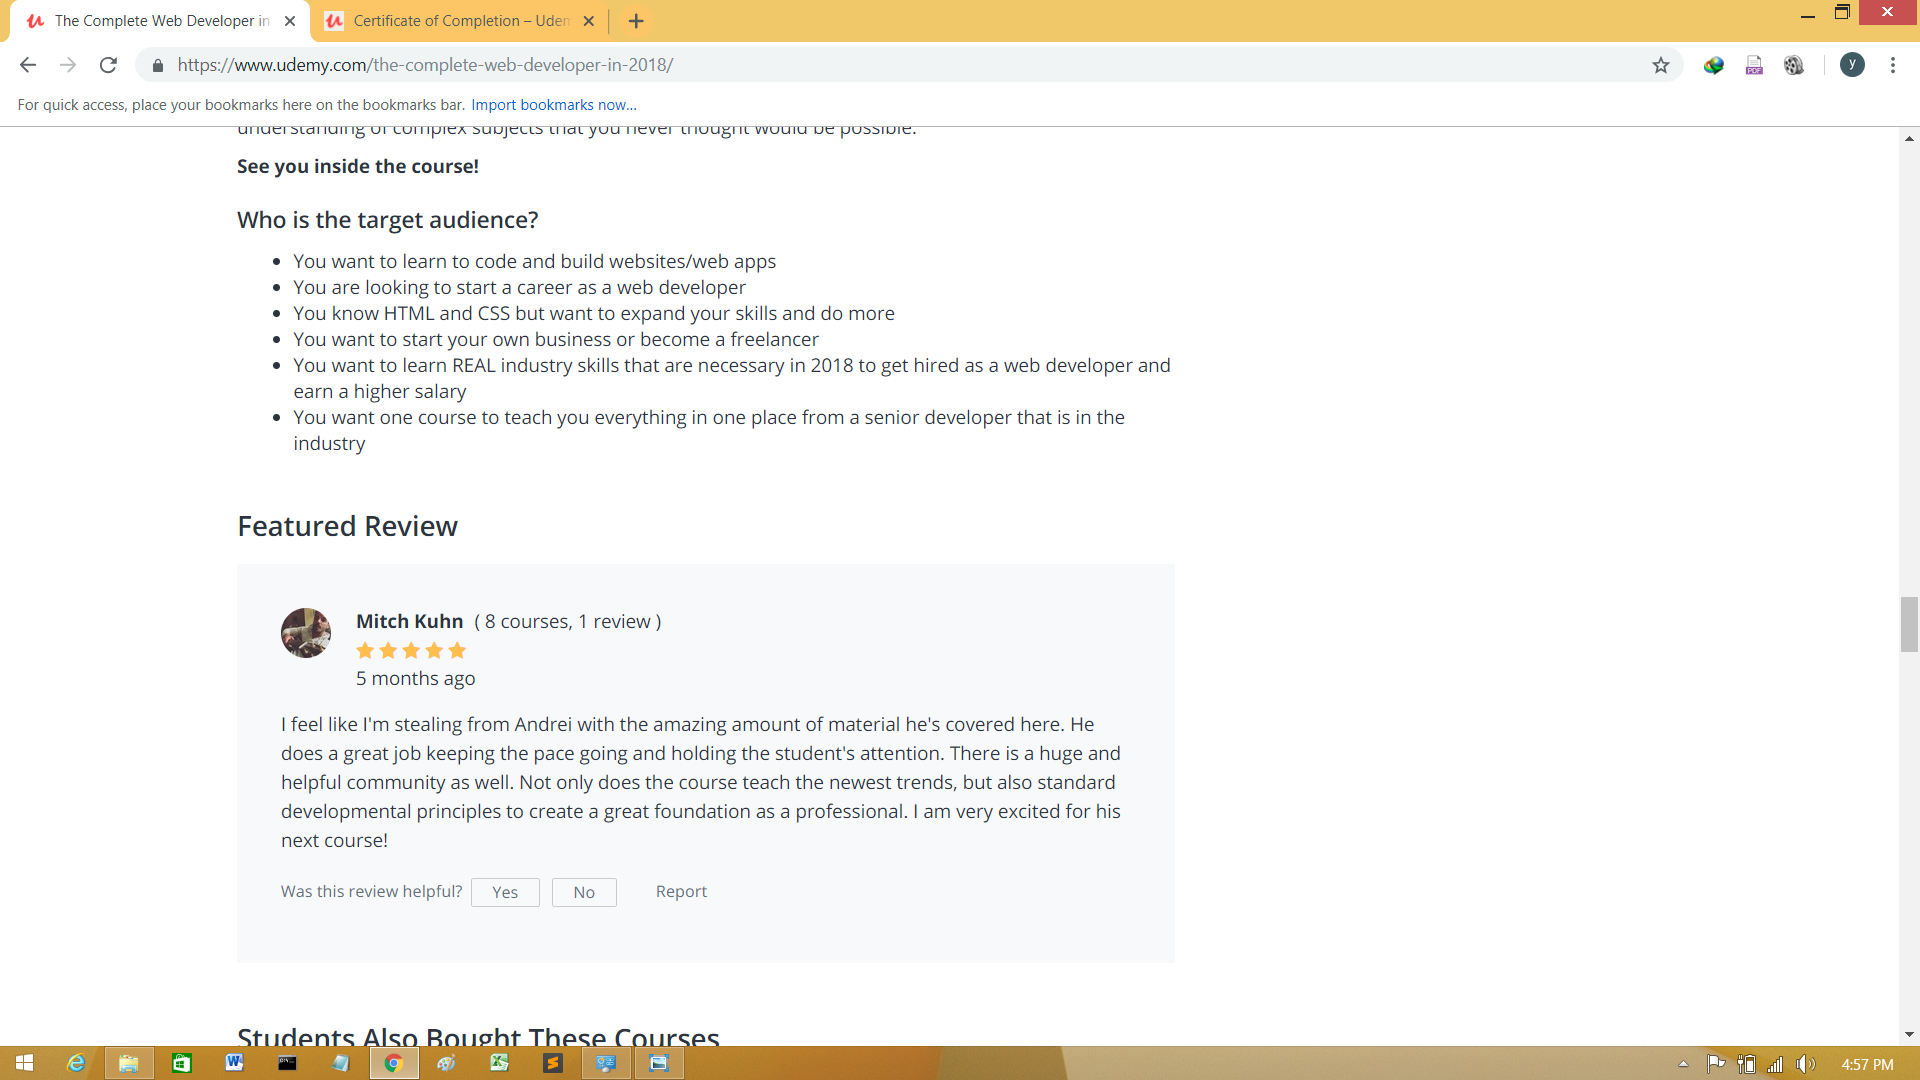 The Complete Web Developer in
Certificate of Completion – Uden
https://www.udemy.com/the-complete-web-developer-in-2018/
y
For quick access, place your bookmarks here on the bookmarks bar. Import bookmarks now...
understanding of complex subjects that you never thought would be possible.
See you inside the course!
Who is the target audience?
You want to learn to code and build websites/web apps
You are looking to start a career as a web developer
You know HTML and CSS but want to expand your skills and do more
You want to start your own business or become a freelancer
You want to learn REAL industry skills that are necessary in 2018 to get hired as a web developer and
earn a higher salary
You want one course to teach you everything in one place from a senior developer that is in the
industry
Featured Review
Mitch Kuhn ( 8 courses, 1 review )
5 months ago
I feel like I'm stealing from Andrei with the amazing amount of material he's covered here. He
does a great job keeping the pace going and holding the student's attention. There is a huge and
helpful community as well. Not only does the course teach the newest trends, but also standard
developmental principles to create a great foundation as a professional. I am very excited for his
next course!
Was this review helpful? Yes No Report
Students Also Bought These Courses
4:57 PM